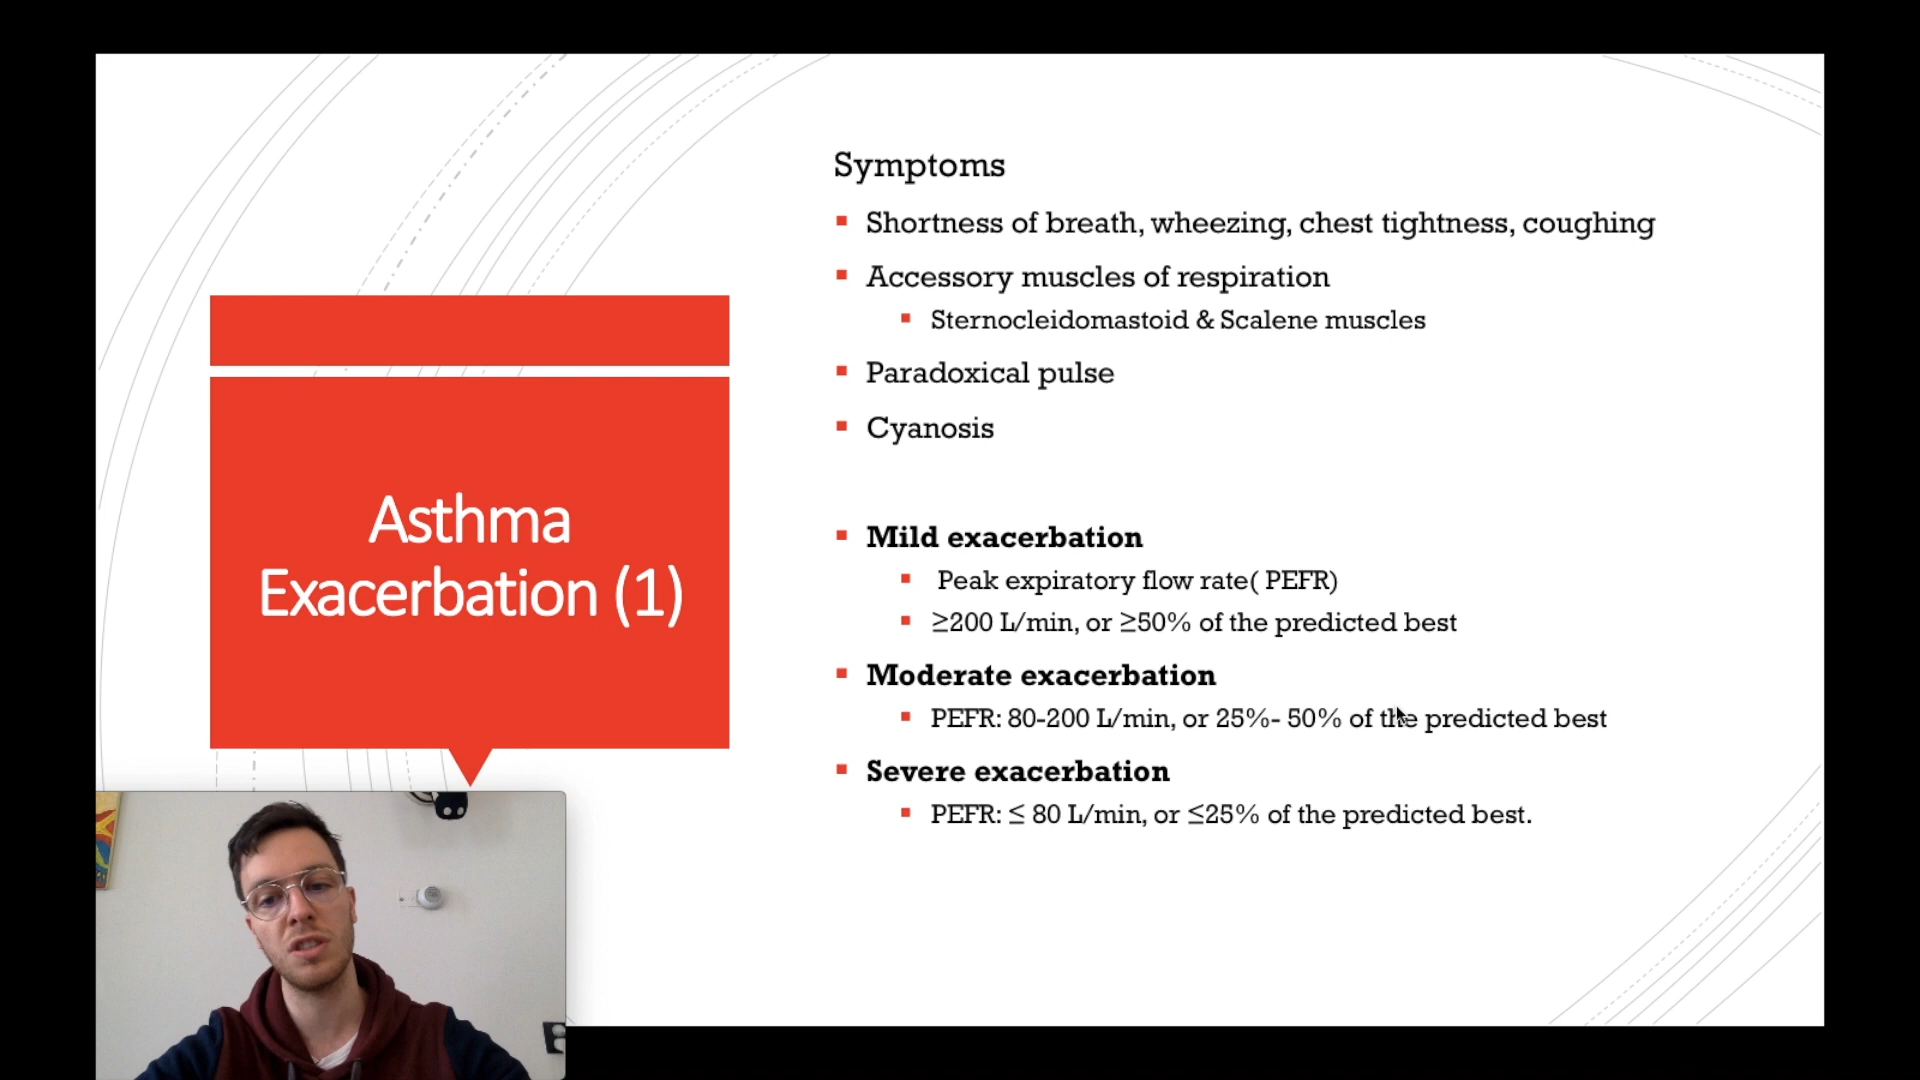 Asthma
Exacerbation (1)
Symptoms
Shortness of breath, wheezing, chest tightness, coughing
Accessory muscles of respiration
Sternocleidomastoid & Scalene muscles
Paradoxical pulse
Cyanosis
Mild exacerbation
Peak expiratory flow rate( PEFR)
≥200 L/min, or ≥50% of the predicted best
Moderate exacerbation
PEFR: 80-200 L/min, or 25%- 50% of the predicted best
Severe exacerbation
PEFR: ≤ 80 L/min, or ≤25% of the predicted best.